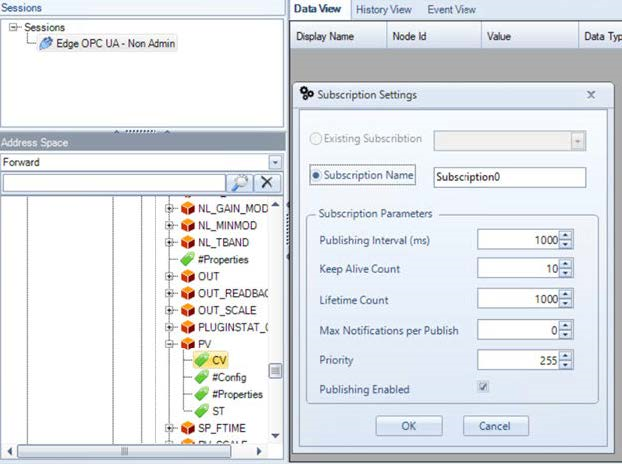 Sessions
Sessions
Edge OPC UA - Non Admin
Address Space
Forward
NL_GAIN_MOD
NL_MINMOD
NL_TBAND
#Properties
OUT
OUT_READBAC
OUT_SCALE
PLUGINSTAT_
PV
CV
#Config
#Properties
ST
SP_FTIME
Data View History View Event View
Display Name Node Id Value Data Typ
Subscription Settings
Existing Subscribtion
Subscription Name Subscription0
Subscription Parameters
Publishing Interval (ms) 1000
Keep Alive Count 10
Lifetime Count 1000
Max Notifications per Publish 0
Priority 255
Publishing Enabled
OK Cancel